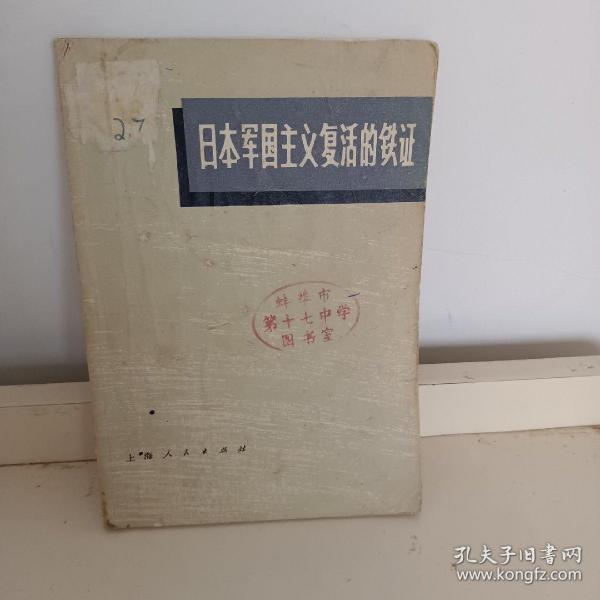 2.7
日本军国主义复活的铁证
蚌埠市
第十七中学
图书室
上海人民出版社
孔夫子旧书网
www.kongfz.com